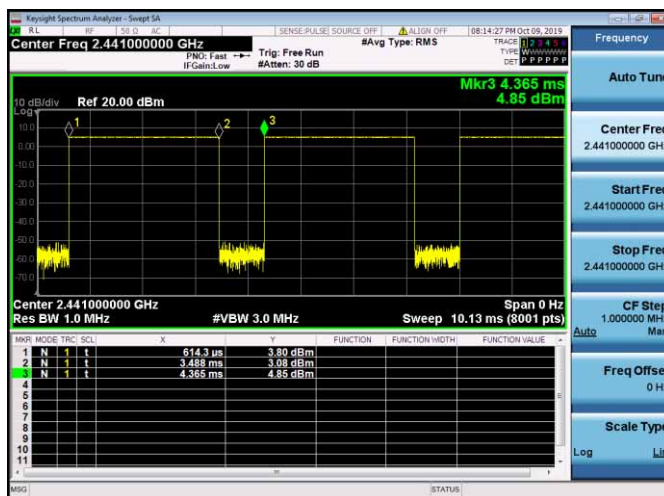 Keysight Spectrum Analyzer - Swept SA
RL RF 50 Ω AC SENSE:PULSE SOURCE OFF ALIGN OFF 08:14:27 PM Oct 09, 2019
Center Freq 2.441000000 GHz #Avg Type: RMS TRACE 1 2 3 4 5 6
PNO: Fast Trig: Free Run TYPE W
IFGain:Low #Atten: 30 dB DET P P P P P P
Mkr3 4.365 ms
10 dB/div Ref 20.00 dBm 4.85 dBm
Log
1 2 3
10.0
0.00
-10.0
-20.0
-30.0
-40.0
-50.0
-60.0
-70.0
Center 2.441000000 GHz Span 0 Hz
Res BW 1.0 MHz #VBW 3.0 MHz Sweep 10.13 ms (8001 pts)
MKR MODE TRC SCL X Y FUNCTION FUNCTION WIDTH FUNCTION VALUE
1 N 1 t 614.3 µs 3.80 dBm
2 N 1 t 3.488 ms 3.08 dBm
3 N 1 t 4.365 ms 4.85 dBm
4
5
6
7
8
9
10
11
MSG STATUS
Frequency
Auto Tune
Center Freq
2.441000000 GHz
Start Freq
2.441000000 GHz
Stop Freq
2.441000000 GHz
CF Step
1.000000 MHz
Auto Man
Freq Offset
0 Hz
Scale Type
Log Lin